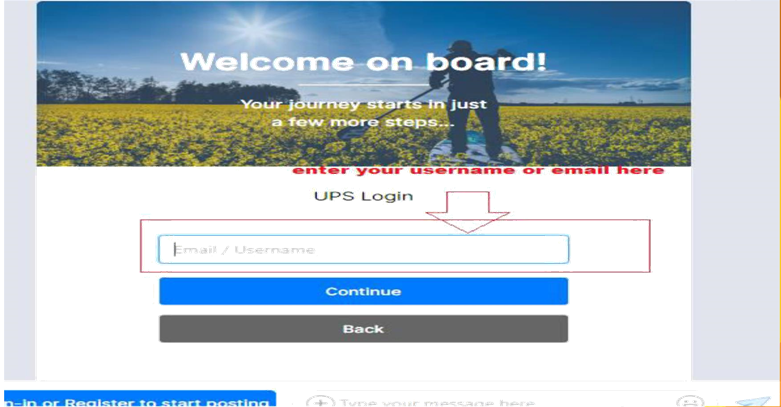 Welcome on board!
Your journey starts in just
a few more steps...
enter your username or email here
UPS Login
Email / Username
Continue
Back
n-in or Register to start posting
Type your message here